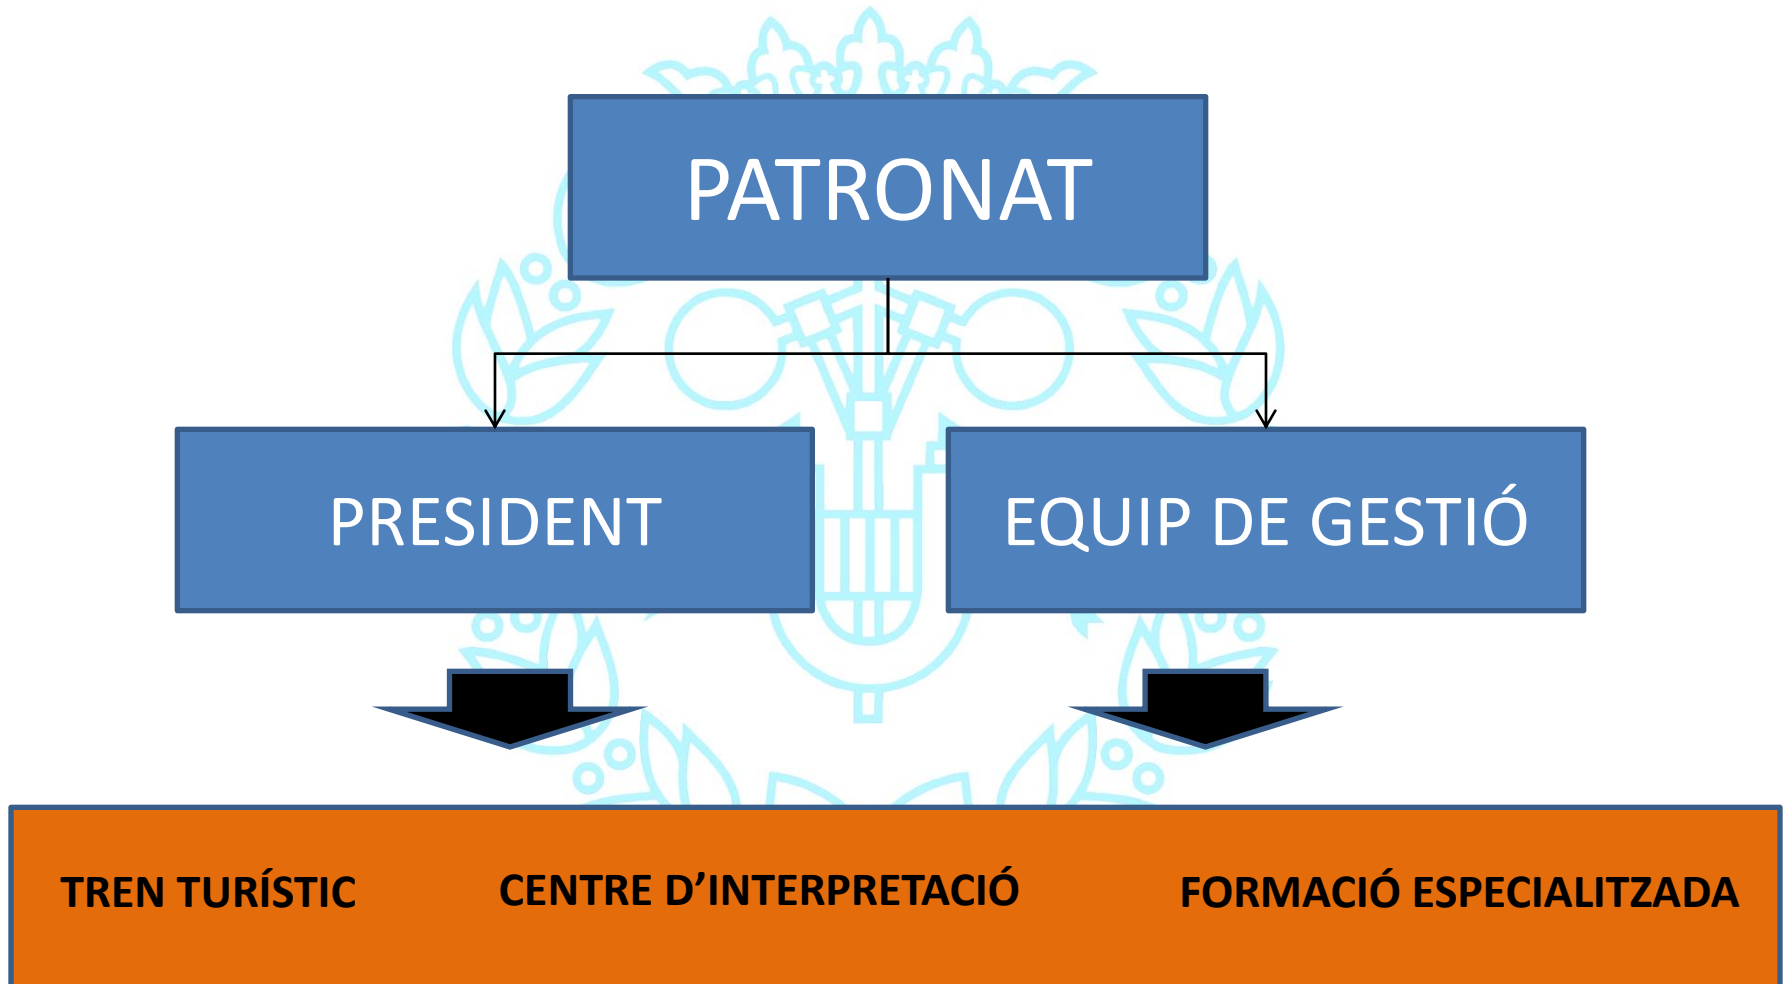 PATRONAT
PRESIDENT
EQUIP DE GESTIÓ
TREN TURÍSTIC
CENTRE D’INTERPRETACIÓ
FORMACIÓ ESPECIALITZADA